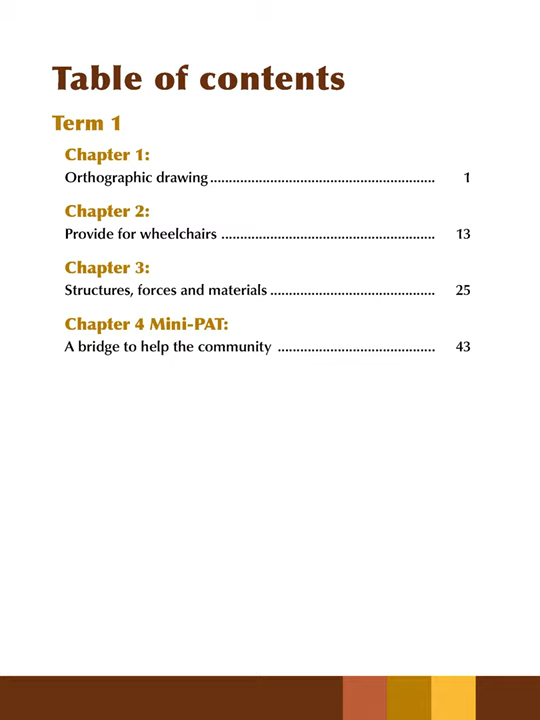 Table of contents
Term 1
Chapter 1:
Orthographic drawing............................................................ 1
Chapter 2:
Provide for wheelchairs ......................................................... 13
Chapter 3:
Structures, forces and materials ............................................ 25
Chapter 4 Mini-PAT:
A bridge to help the community .......................................... 43